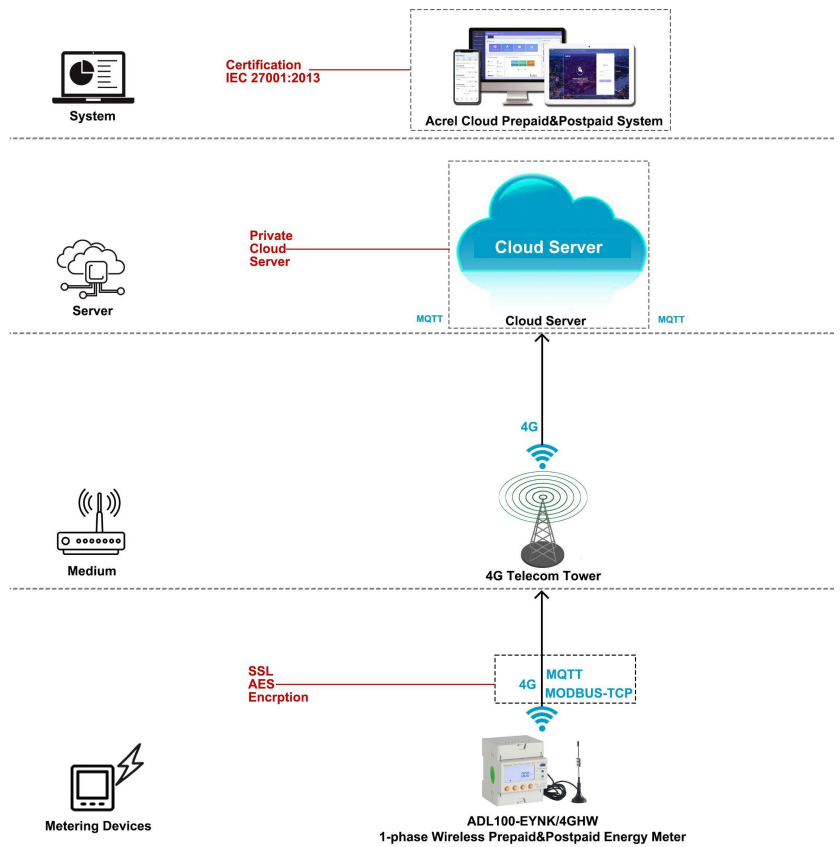 Certification
IEC 27001:2013
System
Acrel Cloud Prepaid&Postpaid System
Private
Cloud
Server
Cloud Server
Server
MQTT
Cloud Server
MQTT
4G
Medium
4G Telecom Tower
SSL
AES
Encrption
4G
MQTT
MODBUS-TCP
Metering Devices
ADL100-EYNK/4GHW
1-phase Wireless Prepaid&Postpaid Energy Meter